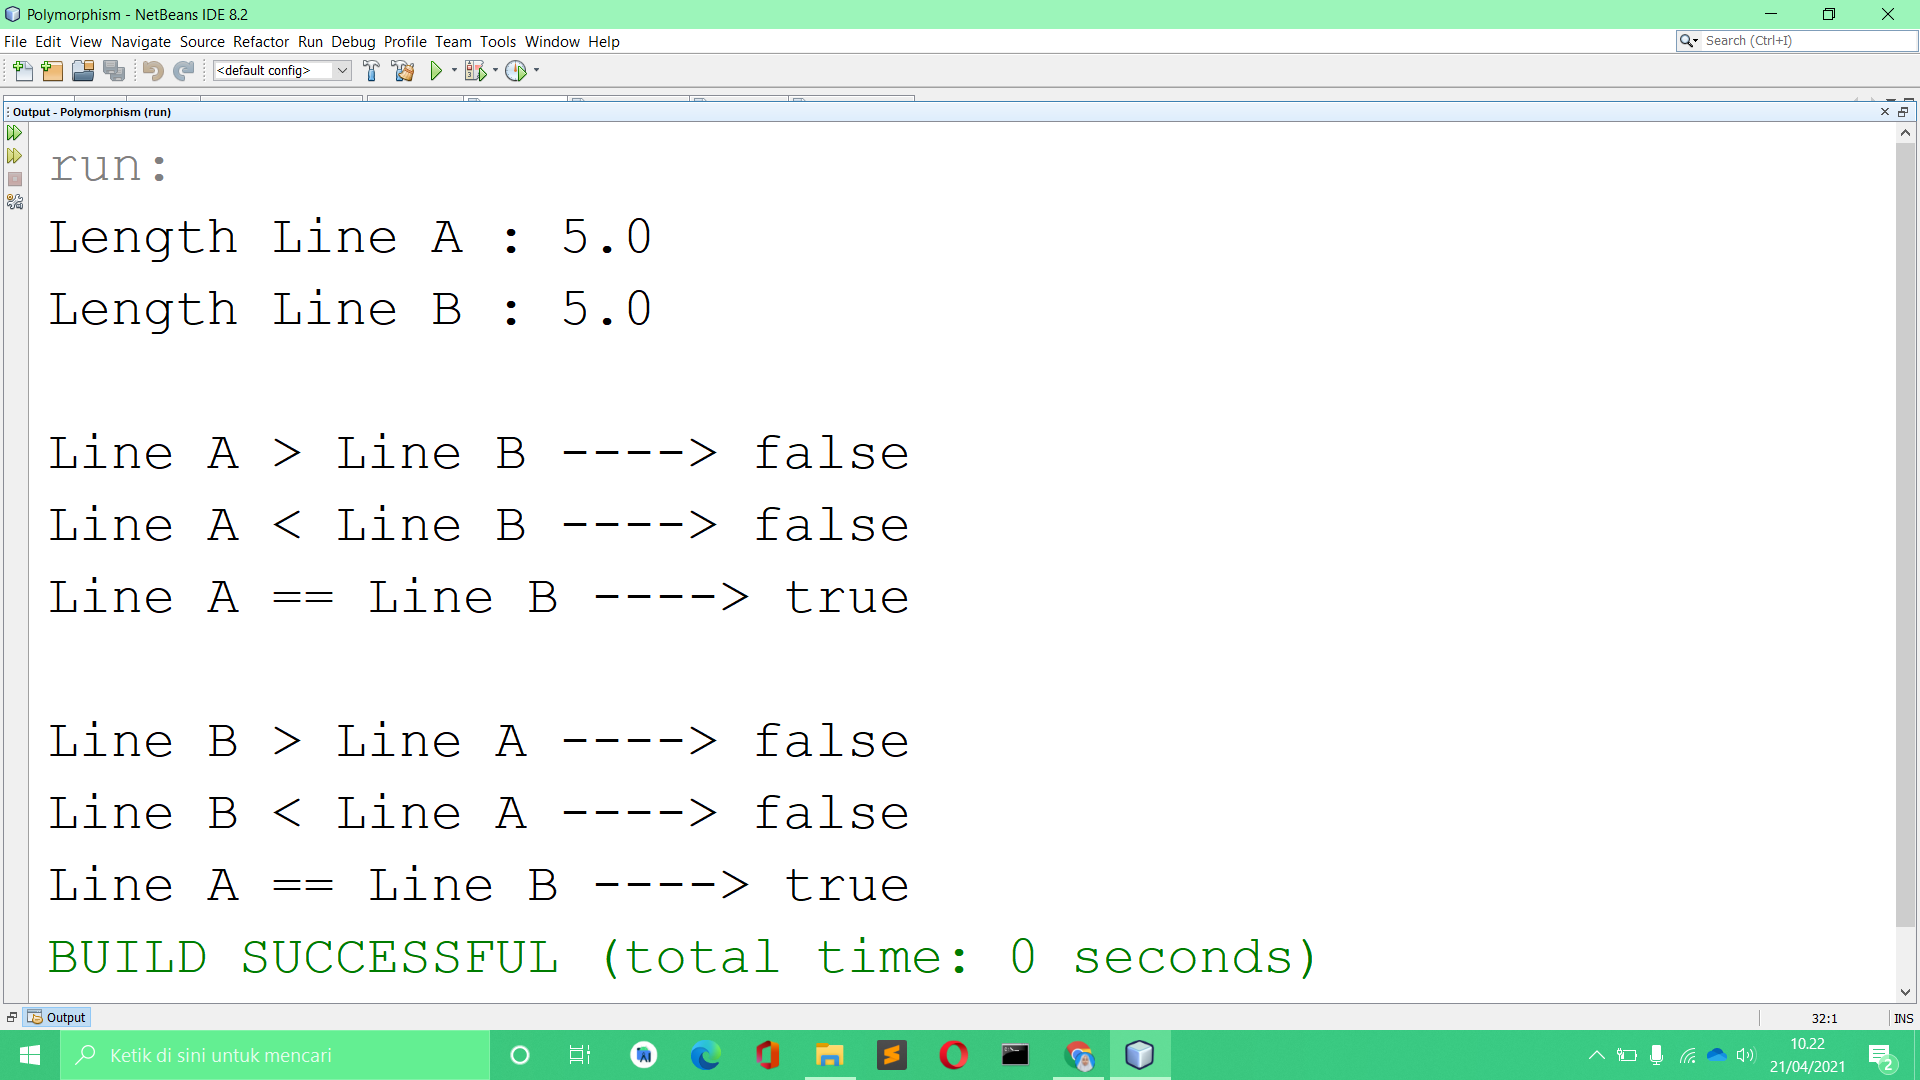 Polymorphism - NetBeans IDE 8.2
File Edit View Navigate Source Refactor Run Debug Profile Team Tools Window Help
Search (Ctrl+I)
<default config>
Output - Polymorphism (run)
run:
Length Line A : 5.0
Length Line B : 5.0
Line A > Line B ----> false
Line A < Line B ----> false
Line A == Line B ----> true
Line B > Line A ----> false
Line B < Line A ----> false
Line A == Line B ----> true
BUILD SUCCESSFUL (total time: 0 seconds)
Output
32:1
INS
Ketik di sini untuk mencari
10.22
21/04/2021
2